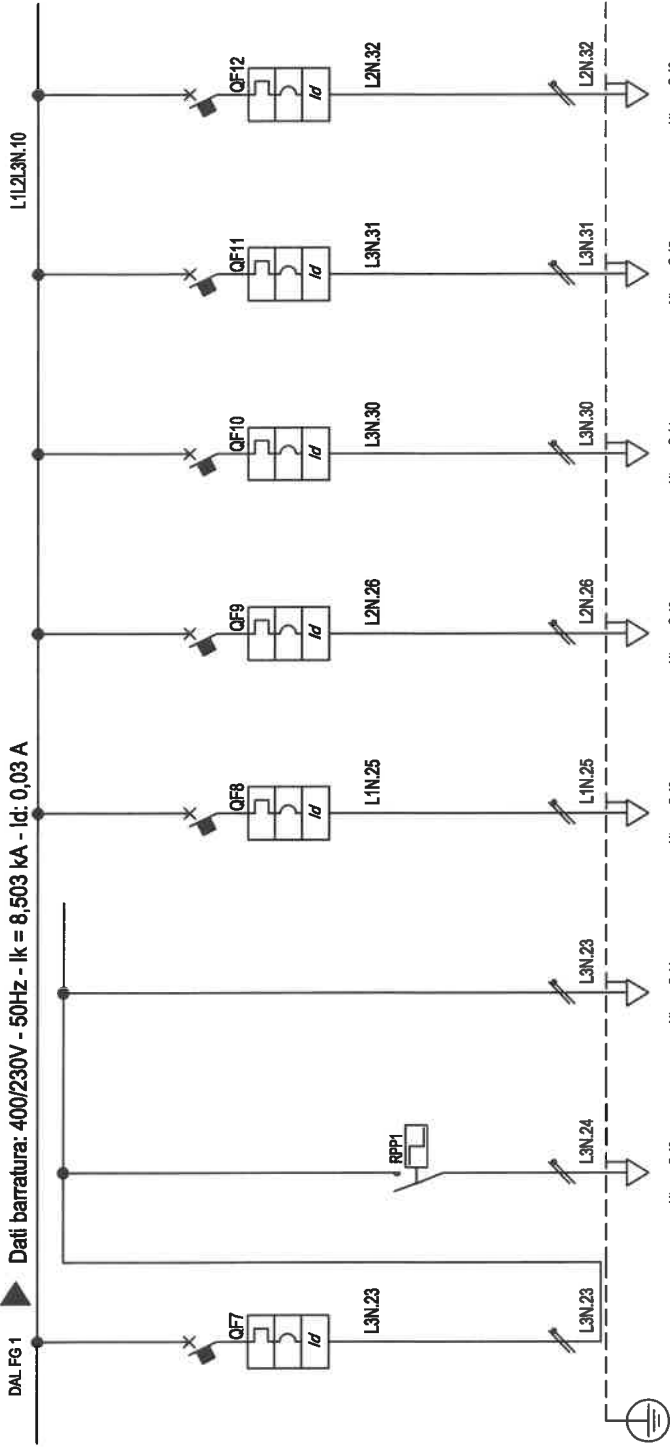 DAL FG 1
Dati barratura: 400/230V - 50Hz - Ik = 8,503 kA - Id: 0,03 A
L1L2L3N.10
QF7
Id
L3N.23
L3N.23
RPP1
L3N.24
L3N.23
QF8
Id
L1N.25
L1N.25
QF9
Id
L2N.26
L2N.26
QF10
Id
L3N.30
L3N.30
QF11
Id
L3N.31
L3N.31
QF12
Id
L2N.32
L2N.32